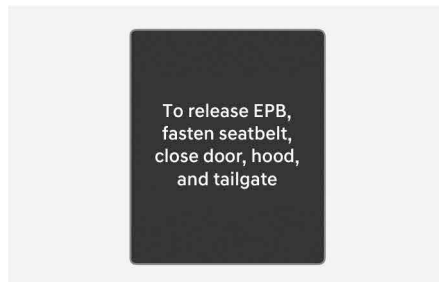 To release EPB,
fasten seatbelt,
close door, hood,
and tailgate